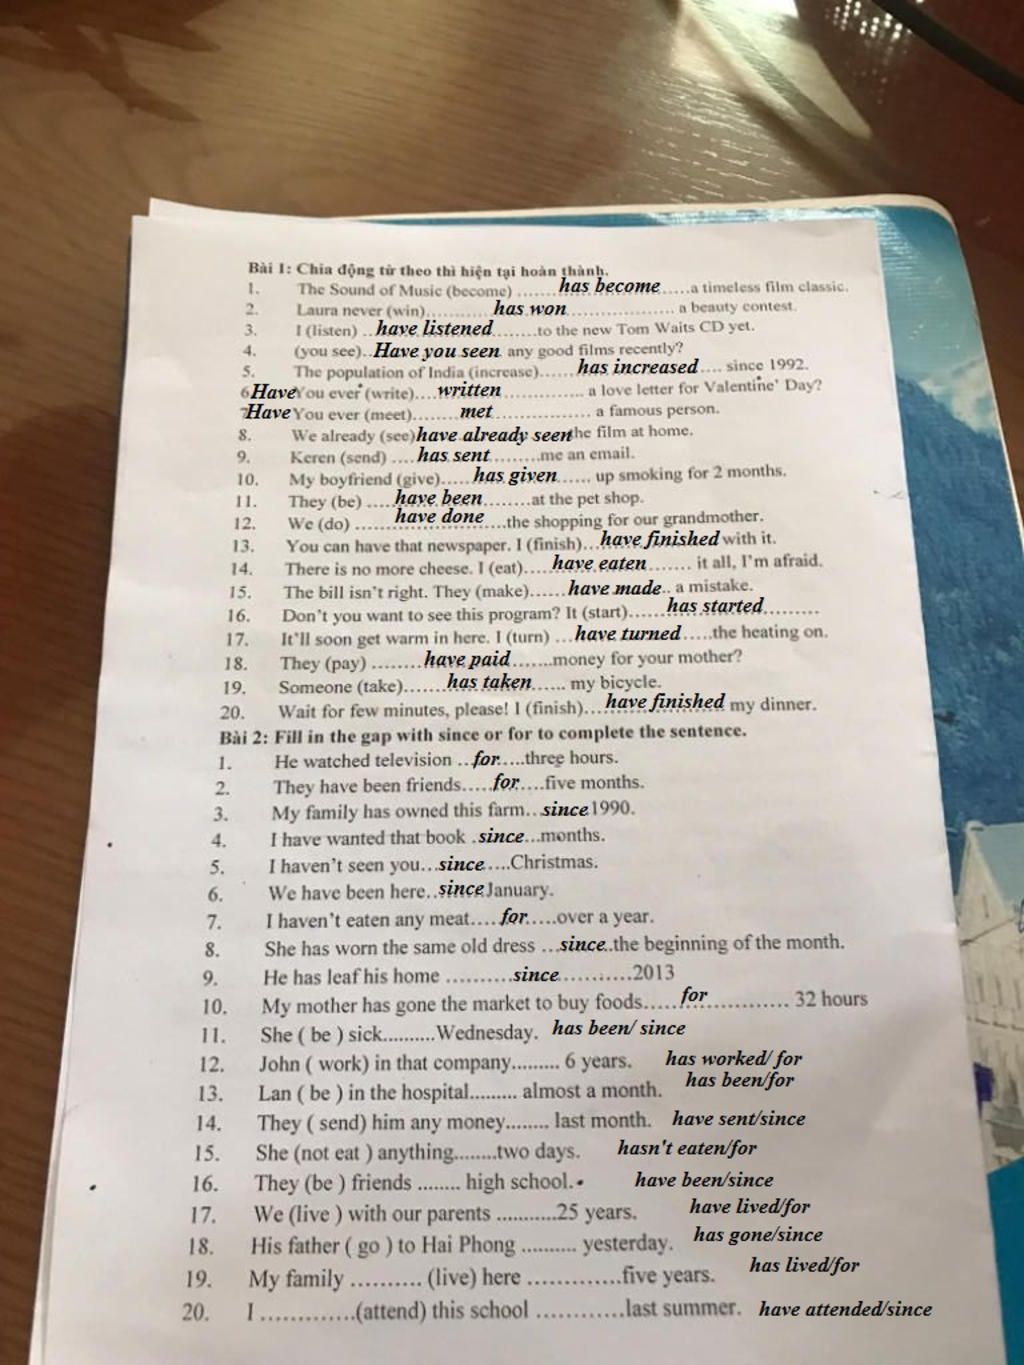 Bài 1: Chia động từ theo thì hiện tại hoàn thành.
1. The Sound of Music (become) .......has become.....a timeless film classic.
2. Laura never (win)............has won................... a beauty contest.
3. I (listen) ..have listened........to the new Tom Waits CD yet.
4. (you see)..Have you seen any good films recently?
5. The population of India (increase)......has increased.... since 1992.
6 Have You ever (write)....written............... a love letter for Valentine' Day?
7 Have You ever (meet)........met............... a famous person.
8. We already (see)have already seen the film at home.
9. Keren (send) ....has sent.........me an email.
10. My boyfriend (give).....has given...... up smoking for 2 months.
11. They (be) .....have been........at the pet shop.
12. We (do) ......have done....the shopping for our grandmother.
13. You can have that newspaper. I (finish)...have finished with it.
14. There is no more cheese. I (eat)....have eaten....... it all, I'm afraid.
15. The bill isn't right. They (make)......have made.. a mistake.
16. Don't you want to see this program? It (start)......has started.........
17. It'll soon get warm in here. I (turn) ...have turned.....the heating on.
18. They (pay) ........have paid.......money for your mother?
19. Someone (take).......has taken...... my bicycle.
20. Wait for few minutes, please! I (finish)...have finished my dinner.
Bài 2: Fill in the gap with since or for to complete the sentence.
1. He watched television ..for.....three hours.
2. They have been friends.....for....five months.
3. My family has owned this farm..since 1990.
4. I have wanted that book .since...months.
5. I haven't seen you...since.....Christmas.
6. We have been here..since January.
7. I haven't eaten any meat....for.....over a year.
8. She has worn the same old dress ...since..the beginning of the month.
9. He has leaf his home ..........since...........2013
10. My mother has gone the market to buy foods.....for............. 32 hours
11. She ( be ) sick..........Wednesday. has been/ since
12. John ( work) in that company......... 6 years. has worked/ for
13. Lan ( be ) in the hospital......... almost a month. has been/for
14. They ( send) him any money........ last month. have sent/since
15. She (not eat ) anything........two days. hasn't eaten/for
16. They (be ) friends ........ high school. have been/since
17. We (live ) with our parents ...........25 years. have lived/for
18. His father ( go ) to Hai Phong .......... yesterday. has gone/since
19. My family .......... (live) here .............five years. has lived/for
20. I ..............(attend) this school ............last summer. have attended/since